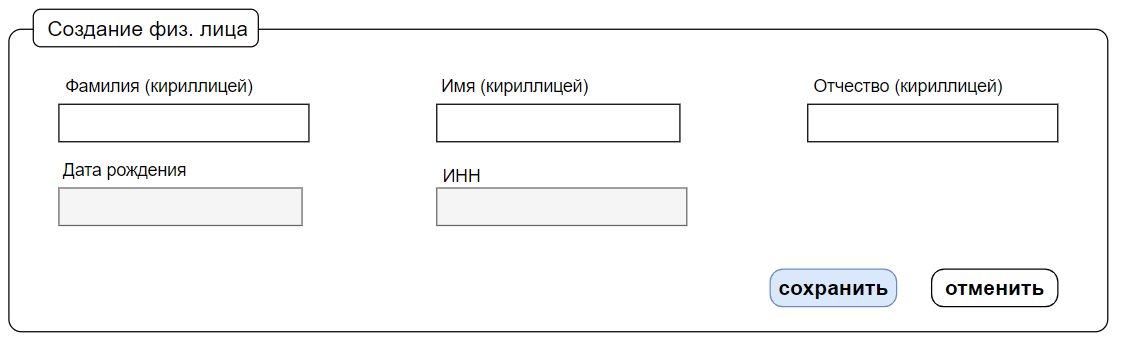 Создание физ. лица
Фамилия (кириллицей)
Имя (кириллицей)
Отчество (кириллицей)
Дата рождения
ИНН
сохранить
отменить